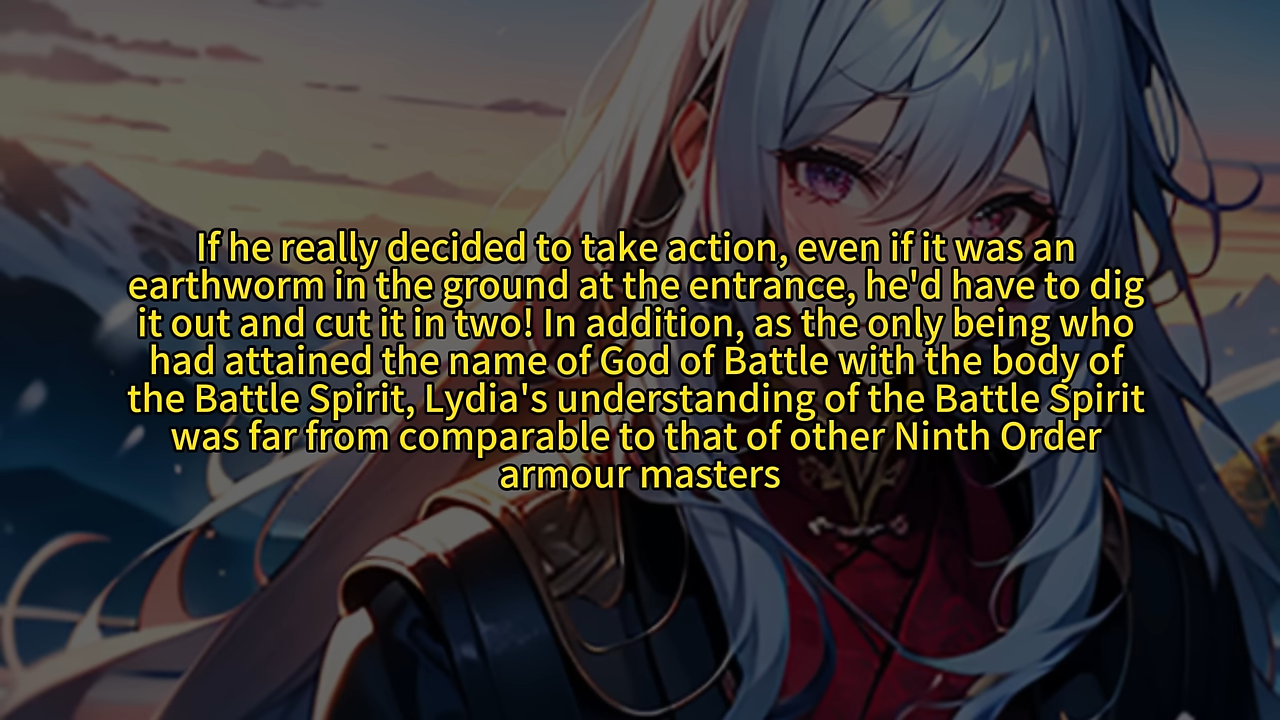 If he really decided to take action, even if it was an
earthworm in the ground at the entrance, he'd have to dig
it out and cut it in two! In addition, as the only being who
had attained the name of God of Battle with the body of
the Battle Spirit, Lydia's understanding of the Battle Spirit
was far from comparable to that of other Ninth Order
armour masters